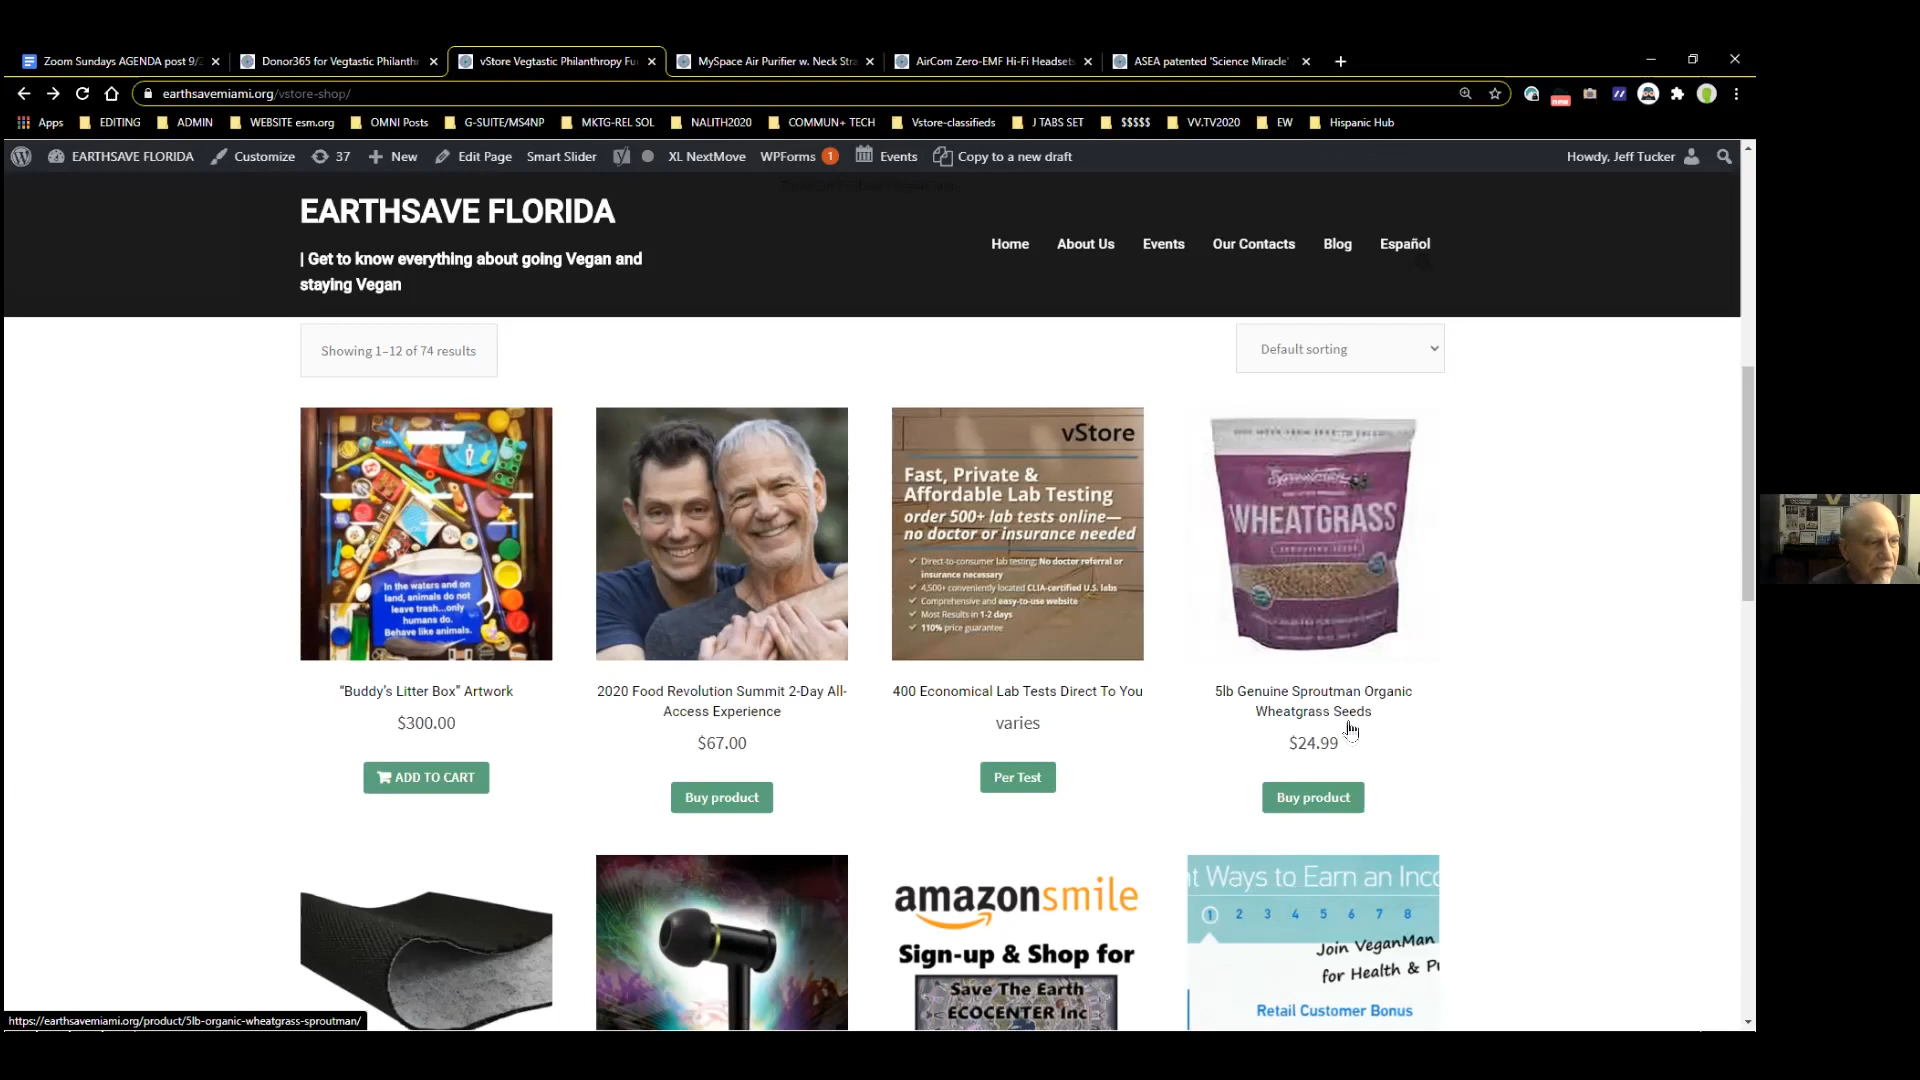 Zoom Sundays AGENDA post 9/
Donor365 for Vegtastic Philanth
vStore Vegtastic Philanthropy Fu
MySpace Air Purifier w. Neck Stra
AirCom Zero-EMF Hi-Fi Headsets
ASEA patented 'Science Miracle'
earthsavemiami.org/vstore-shop/
new
Apps
EDITING
ADMIN
WEBSITE esm.org
OMNI Posts
G-SUITE/MS4NP
MKTG-REL SOL
NALITH2020
COMMUN+ TECH
Vstore-classifieds
J TABS SET
$$$$$
VV.TV2020
EW
Hispanic Hub
EARTHSAVE FLORIDA
Customize
37
New
Edit Page
Smart Slider
XL NextMove
WPForms 1
Events
Copy to a new draft
Howdy, Jeff Tucker
EARTHSAVE FLORIDA
| Get to know everything about going Vegan and
staying Vegan
Home
About Us
Events
Our Contacts
Blog
Español
Showing 1–12 of 74 results
Default sorting
In the waters and on
land, animals do not
leave trash...only
humans do.
Behave like animals.
vStore
Fast, Private &
Affordable Lab Testing
order 500+ lab tests online—
no doctor or insurance needed
Direct-to-consumer lab testing: No doctor referral or
insurance necessary
4,500+ conveniently located CLIA-certified U.S. labs
Comprehensive and easy-to-use website
Most Results in 1-2 days
110% price guarantee
WHEATGRASS
"Buddy's Litter Box" Artwork
$300.00
ADD TO CART
2020 Food Revolution Summit 2-Day All-
Access Experience
$67.00
Buy product
400 Economical Lab Tests Direct To You
varies
Per Test
5lb Genuine Sproutman Organic
Wheatgrass Seeds
$24.99
Buy product
amazonsmile
Sign-up & Shop for
Save The Earth
ECOCENTER Inc
t Ways to Earn an Inc
1 2 3 4 5 6 7 8
Join VeganMan
for Health &
Retail Customer Bonus
https://earthsavemiami.org/product/5lb-organic-wheatgrass-sproutman/